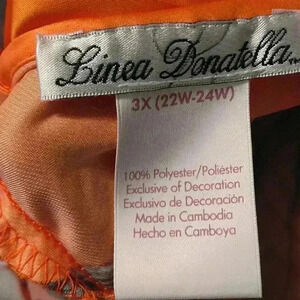 Linea Donatella™
3X (22W-24W)
100% Polyester/Poliéster
Exclusive of Decoration
Exclusivo de Decoración
Made in Cambodia
Hecho en Camboya